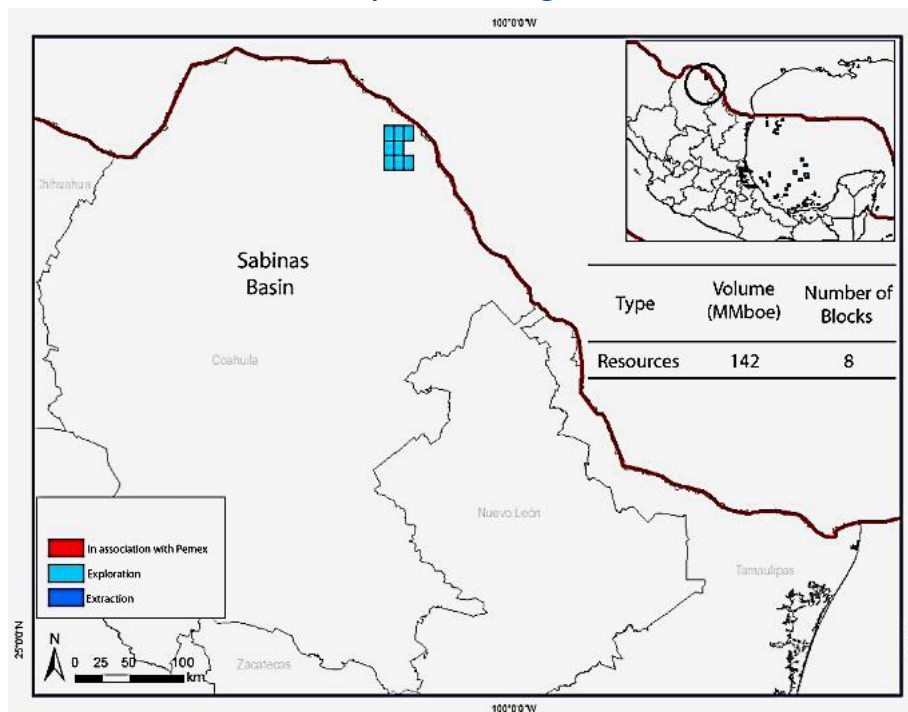 100°0'0"W
Chihuahua
Sabinas
Basin
Coahuila
Type
Volume
(MMboe)
Number of
Blocks
Resources
142
8
Nuevo León
Tamaulipas
In association with Pemex
Exploration
Extraction
25°0'0"N
N
0 25 50 100
km
Zacatecas
100°0'0"W